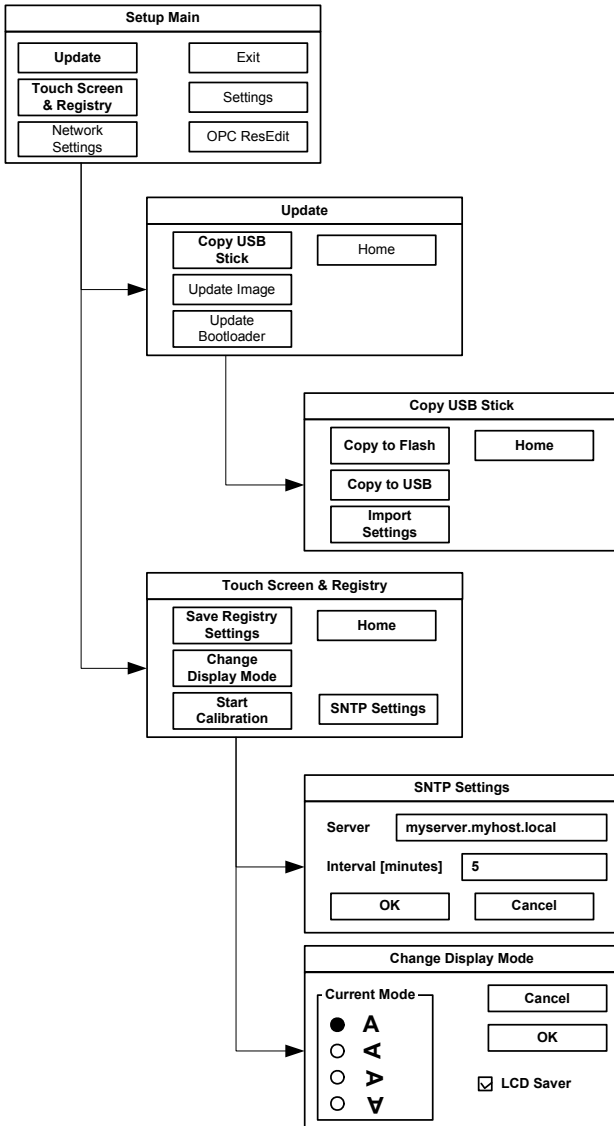 Setup Main
Update
Exit
Touch Screen
& Registry
Settings
Network
Settings
OPC ResEdit
Update
Copy USB
Stick
Home
Update Image
Update
Bootloader
Copy USB Stick
Copy to Flash
Home
Copy to USB
Import
Settings
Touch Screen & Registry
Save Registry
Settings
Home
Change
Display Mode
Start
Calibration
SNTP Settings
SNTP Settings
Server
myserver.myhost.local
Interval [minutes]
5
OK
Cancel
Change Display Mode
Current Mode
Cancel
A
OK
A
A
LCD Saver
A